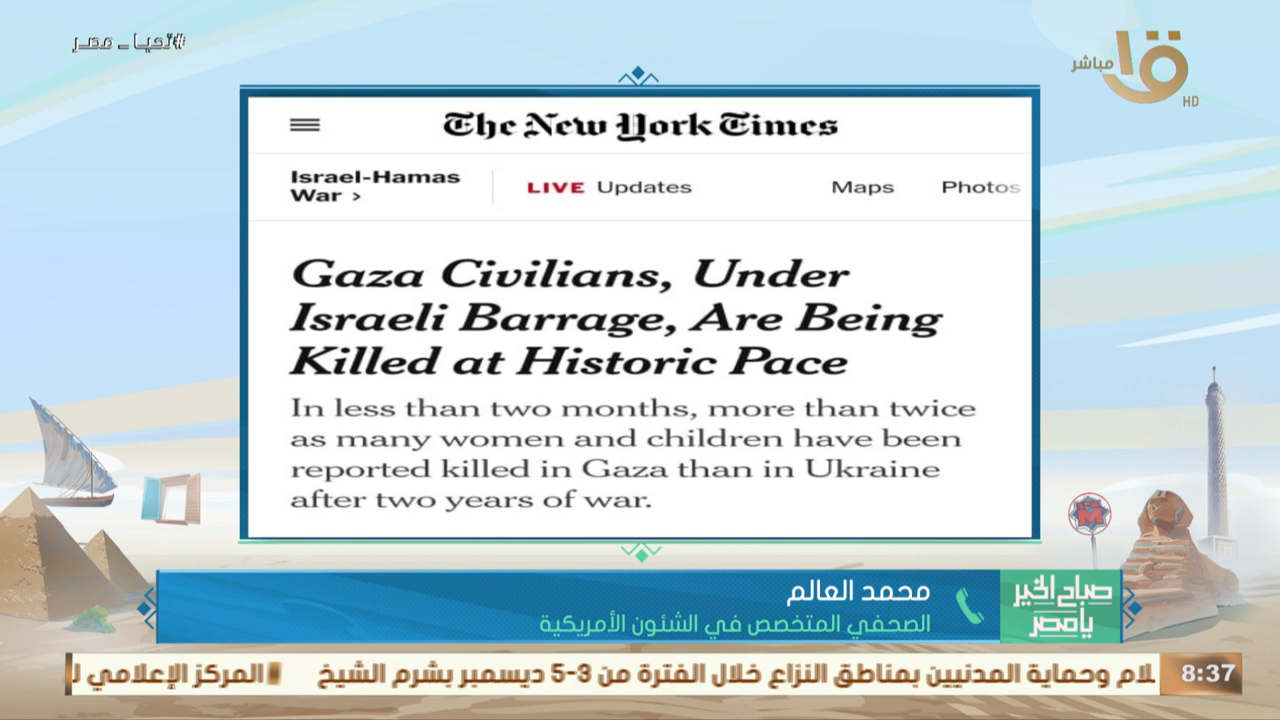 #تحيا_مصر
مباشر
HD
The New York Times
Israel-Hamas
War >
LIVE Updates
Maps
Photos
Gaza Civilians, Under
Israeli Barrage, Are Being
Killed at Historic Pace
In less than two months, more than twice
as many women and children have been
reported killed in Gaza than in Ukraine
after two years of war.
M
صباح الخير
يا مصر
محمد العالم
الصحفي المتخصص في الشئون الأمريكية
8:37
وحماية المدنيين بمناطق النزاع خلال الفترة من 3-5 ديسمبر بشرم الشيخ
المركز الإعلامي